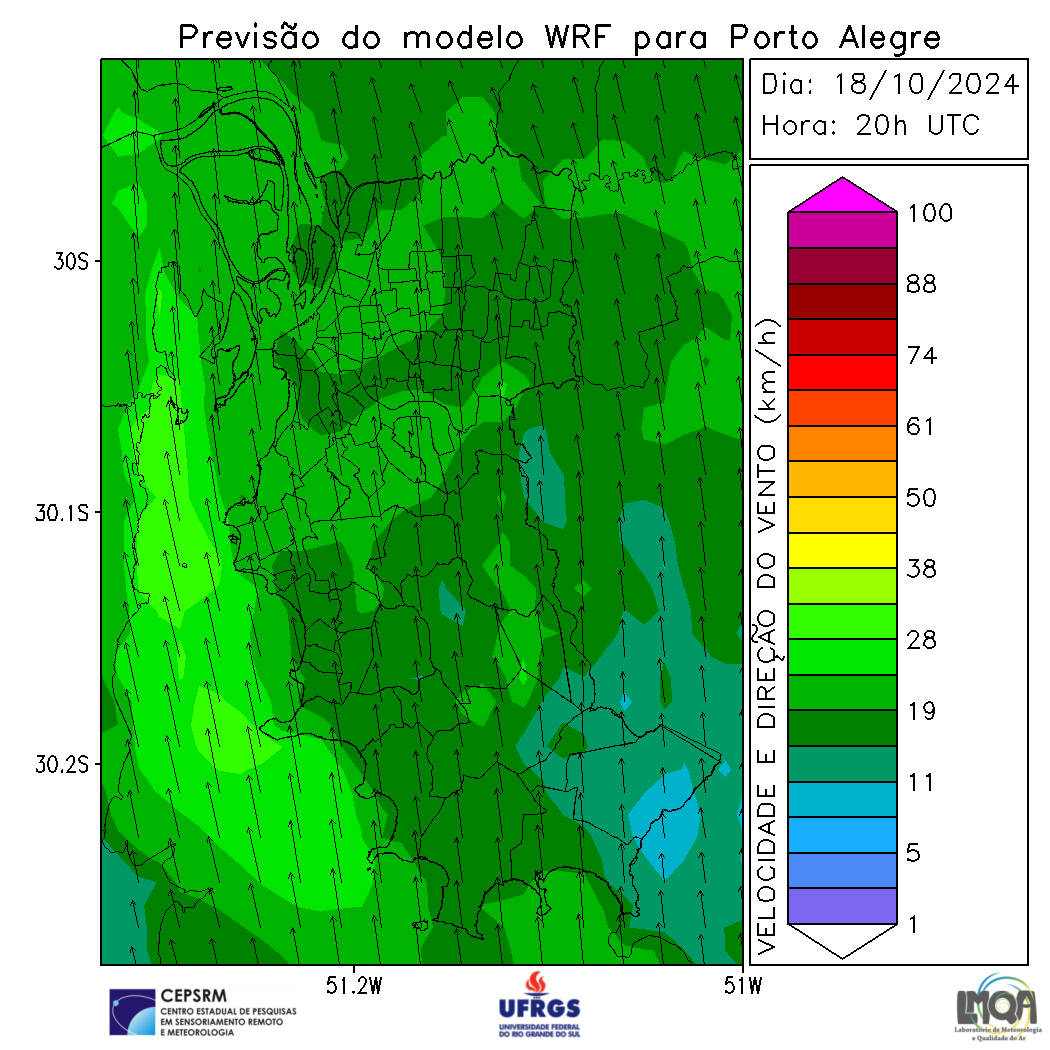 Previsão do modelo WRF para Porto Alegre
Dia: 18/10/2024
Hora: 20h UTC
30S
30.1S
30.2S
51.2W
51W
VELOCIDADE E DIREÇÃO DO VENTO (km/h)
100
88
74
61
50
38
28
19
11
5
1
CEPSRM
CENTRO ESTADUAL DE PESQUISAS
EM SENSORIAMENTO REMOTO
E METEOROLOGIA
UFRGS
UNIVERSIDADE FEDERAL
DO RIO GRANDE DO SUL
LMQA
Laboratório de Meteorologia
e Qualidade do Ar